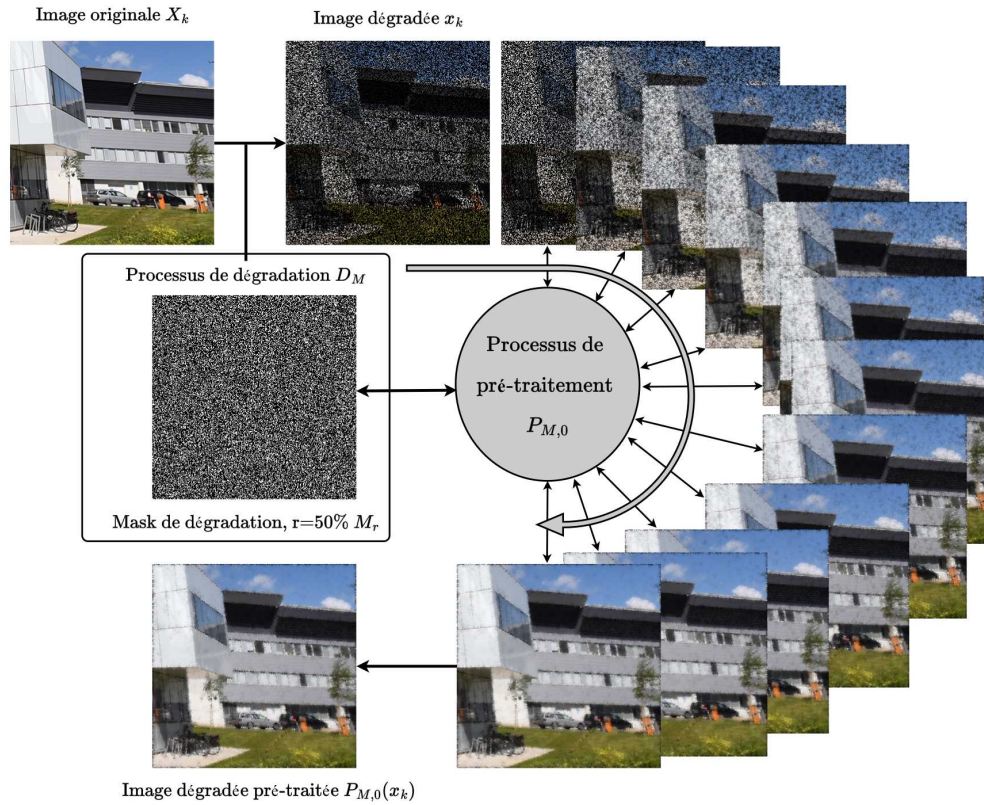 Image originale X_k
Image dégradée x_k
Processus de dégradation D_M
Processus de
pré-traitement
P_{M,0}
Mask de dégradation, r=50% M_r
Image dégradée pré-traitée P_{M,0}(x_k)